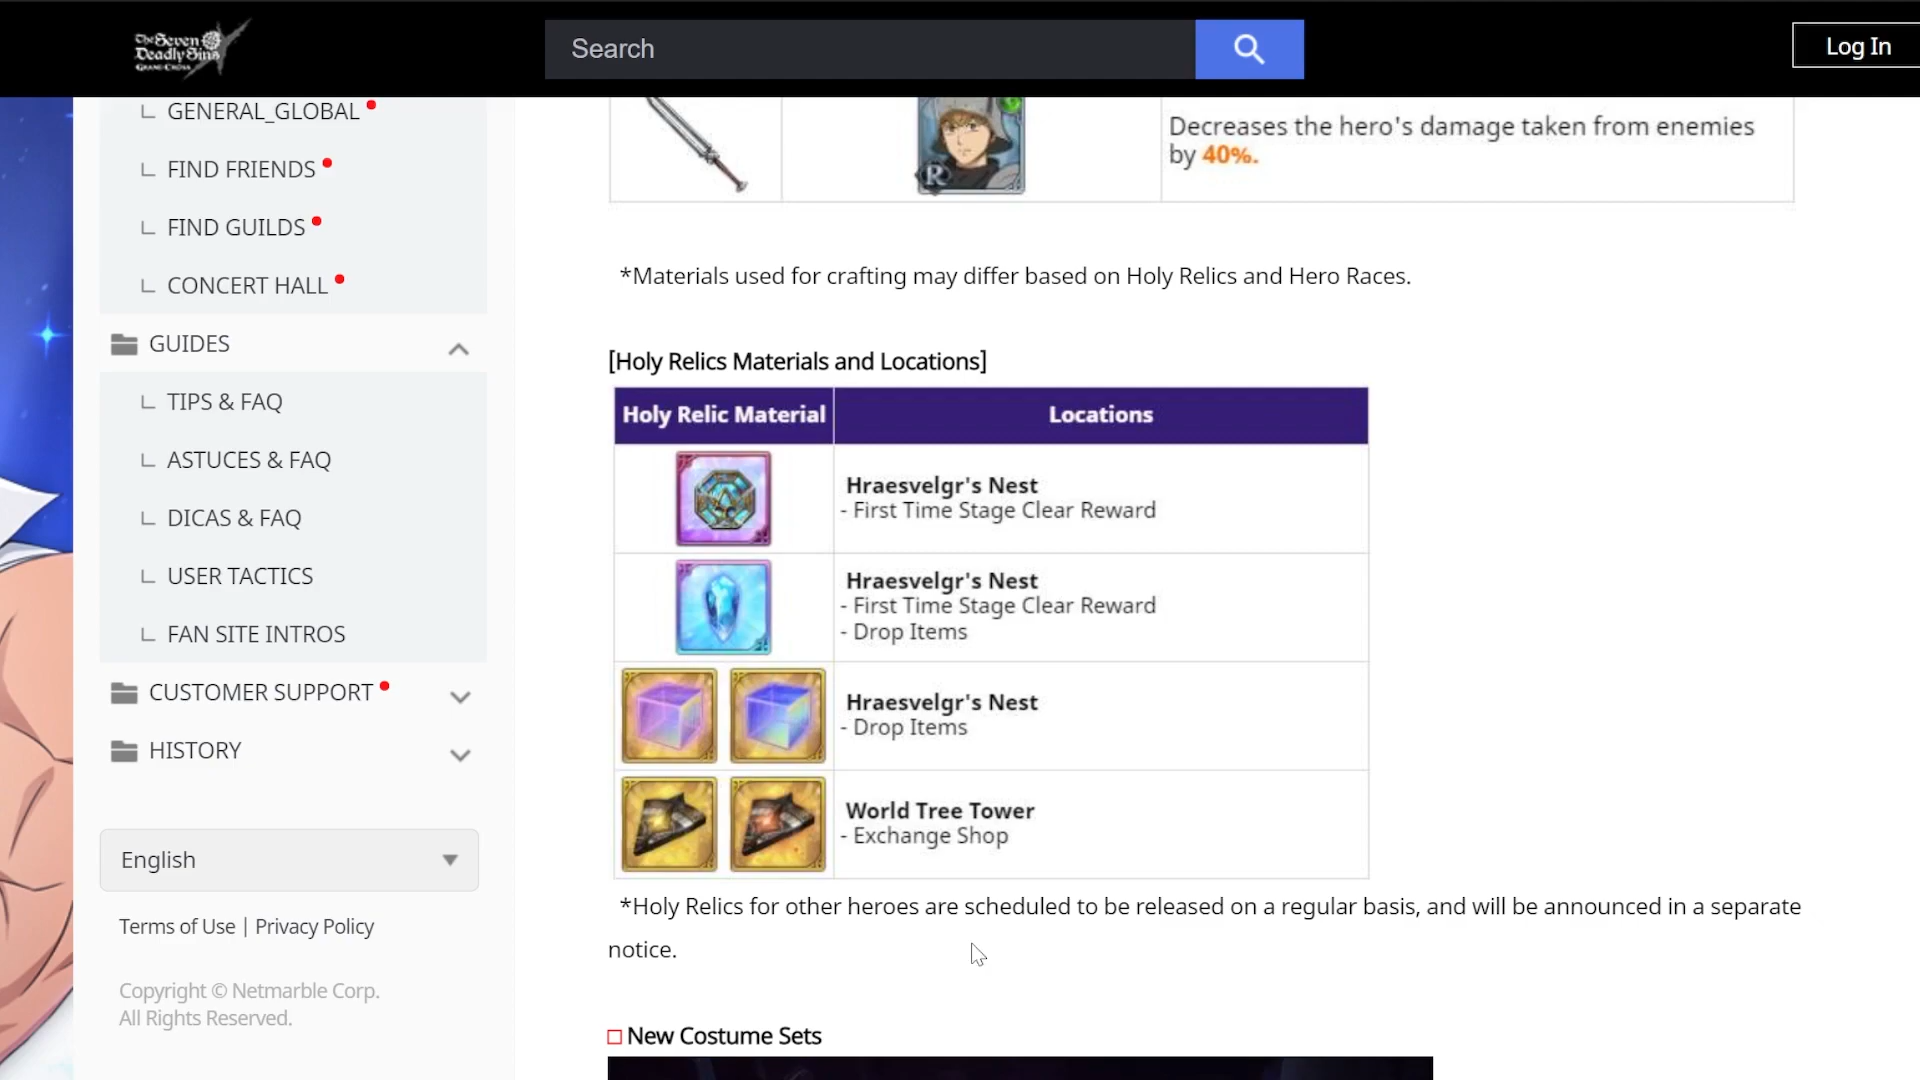 The Seven
Deadly Sins
GRAND CROSS
Search
Log In
GENERAL_GLOBAL
FIND FRIENDS
FIND GUILDS
CONCERT HALL
GUIDES
TIPS & FAQ
ASTUCES & FAQ
DICAS & FAQ
USER TACTICS
FAN SITE INTROS
CUSTOMER SUPPORT
HISTORY
English
Terms of Use | Privacy Policy
Copyright © Netmarble Corp.
All Rights Reserved.
R
Decreases the hero's damage taken from enemies
by 40%.
*Materials used for crafting may differ based on Holy Relics and Hero Races.
[Holy Relics Materials and Locations]
Holy Relic Material Locations
Hraesvelgr's Nest
- First Time Stage Clear Reward
Hraesvelgr's Nest
- First Time Stage Clear Reward
- Drop Items
Hraesvelgr's Nest
- Drop Items
World Tree Tower
- Exchange Shop
*Holy Relics for other heroes are scheduled to be released on a regular basis, and will be announced in a separate
notice.
□ New Costume Sets